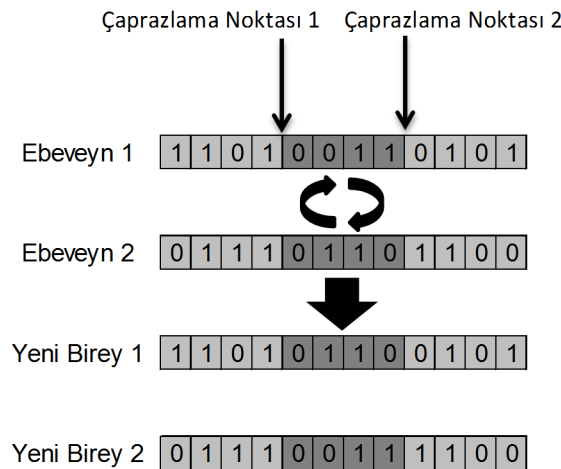 Çaprazlama Noktası 1 Çaprazlama Noktası 2
Ebeveyn 1 1 1 0 1 0 0 1 1 0 1 0 1
Ebeveyn 2 0 1 1 1 0 1 1 0 1 1 0 0
Yeni Birey 1 1 1 0 1 0 1 1 0 0 1 0 1
Yeni Birey 2 0 1 1 1 0 0 1 1 1 1 0 0